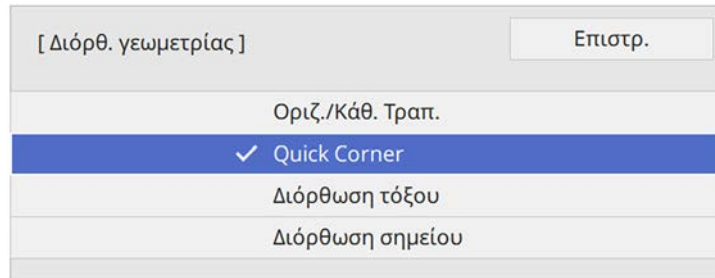 [ Διόρθ. γεωμετρίας ]
Επιστρ.
Οριζ./Κάθ. Τραπ.
Quick Corner
Διόρθωση τόξου
Διόρθωση σημείου